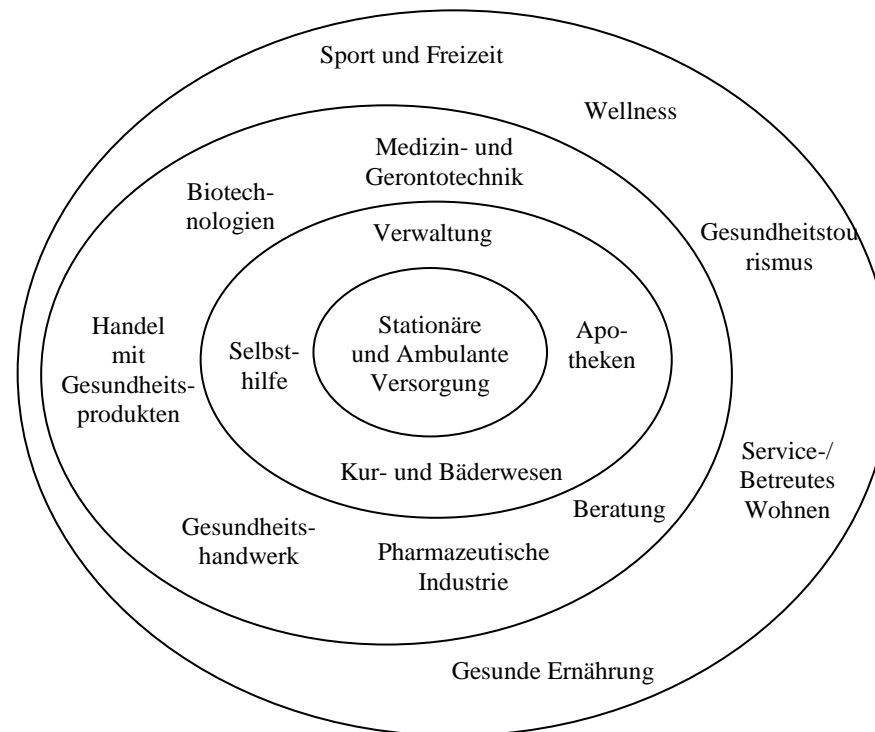 Sport und Freizeit
Wellness
Medizin- und
Gerontotechnik
Biotech-
nologien
Verwaltung
Gesundheitstou
rismus
Handel
mit
Gesundheits-
produkten
Selbst-
hilfe
Stationäre
und Ambulante
Versorgung
Apo-
theken
Kur- und Bäderwesen
Service-/
Betreutes
Wohnen
Beratung
Gesundheits-
handwerk
Pharmazeutische
Industrie
Gesunde Ernährung